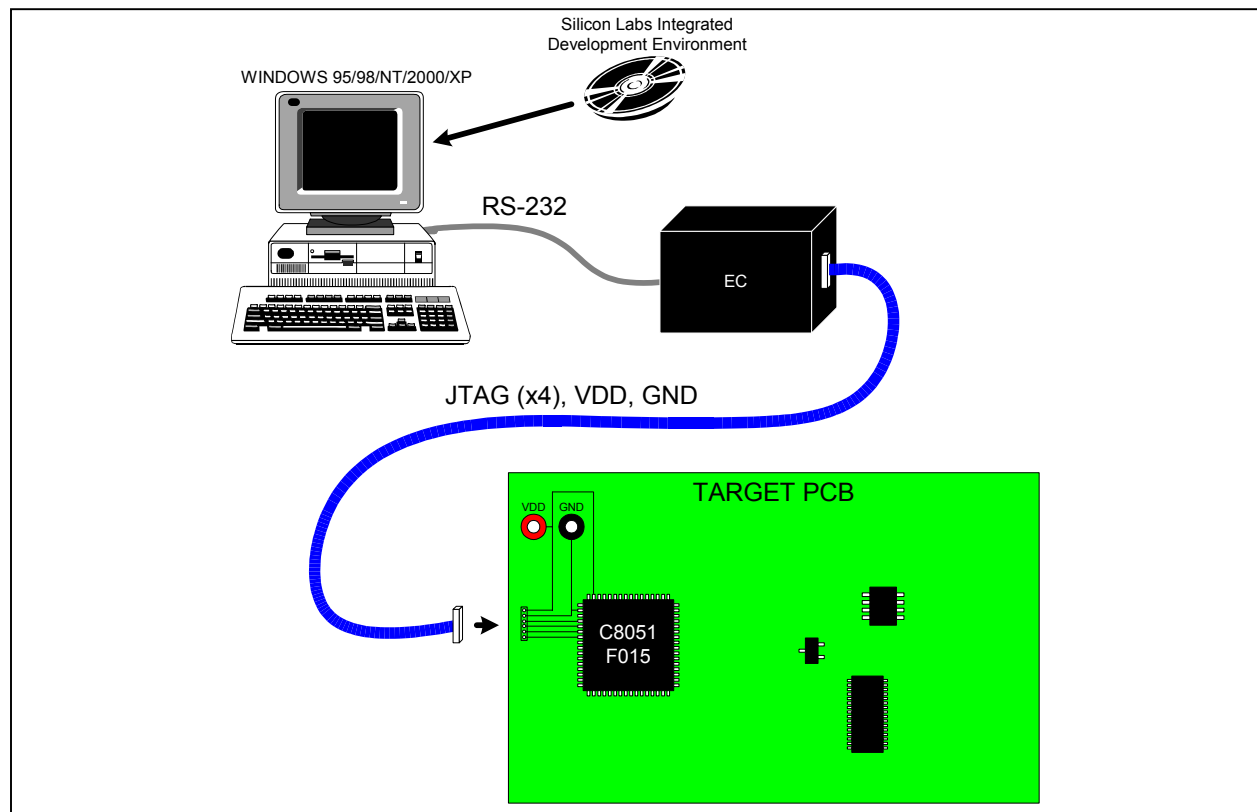 Silicon Labs Integrated
Development Environment
WINDOWS 95/98/NT/2000/XP
RS-232
EC
JTAG (x4), VDD, GND
TARGET PCB
VDD
GND
C8051
F015